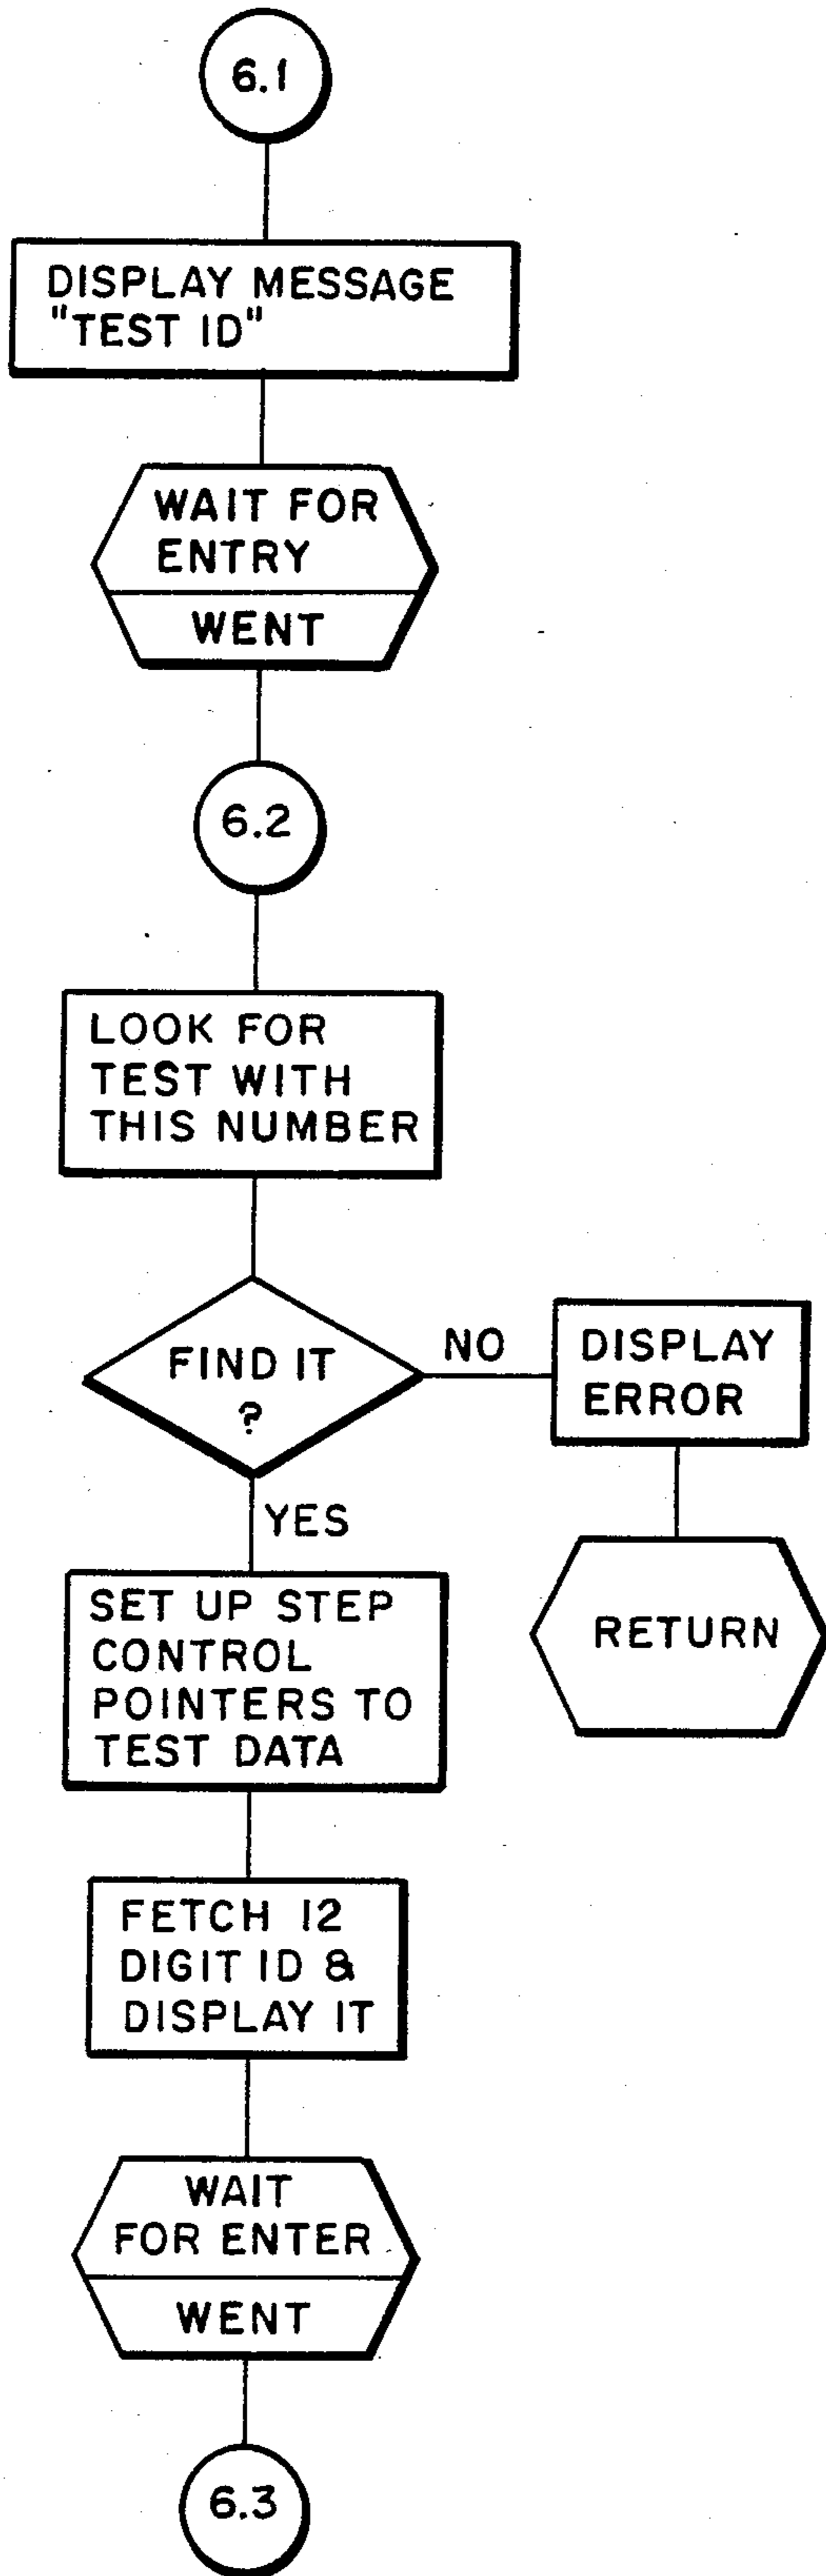 6.1
DISPLAY MESSAGE
"TEST ID"
WAIT FOR
ENTRY
WENT
6.2
LOOK FOR
TEST WITH
THIS NUMBER
FIND IT
?
NO
DISPLAY
ERROR
RETURN
YES
SET UP STEP
CONTROL
POINTERS TO
TEST DATA
FETCH 12
DIGIT ID &
DISPLAY IT
WAIT
FOR ENTER
WENT
6.3